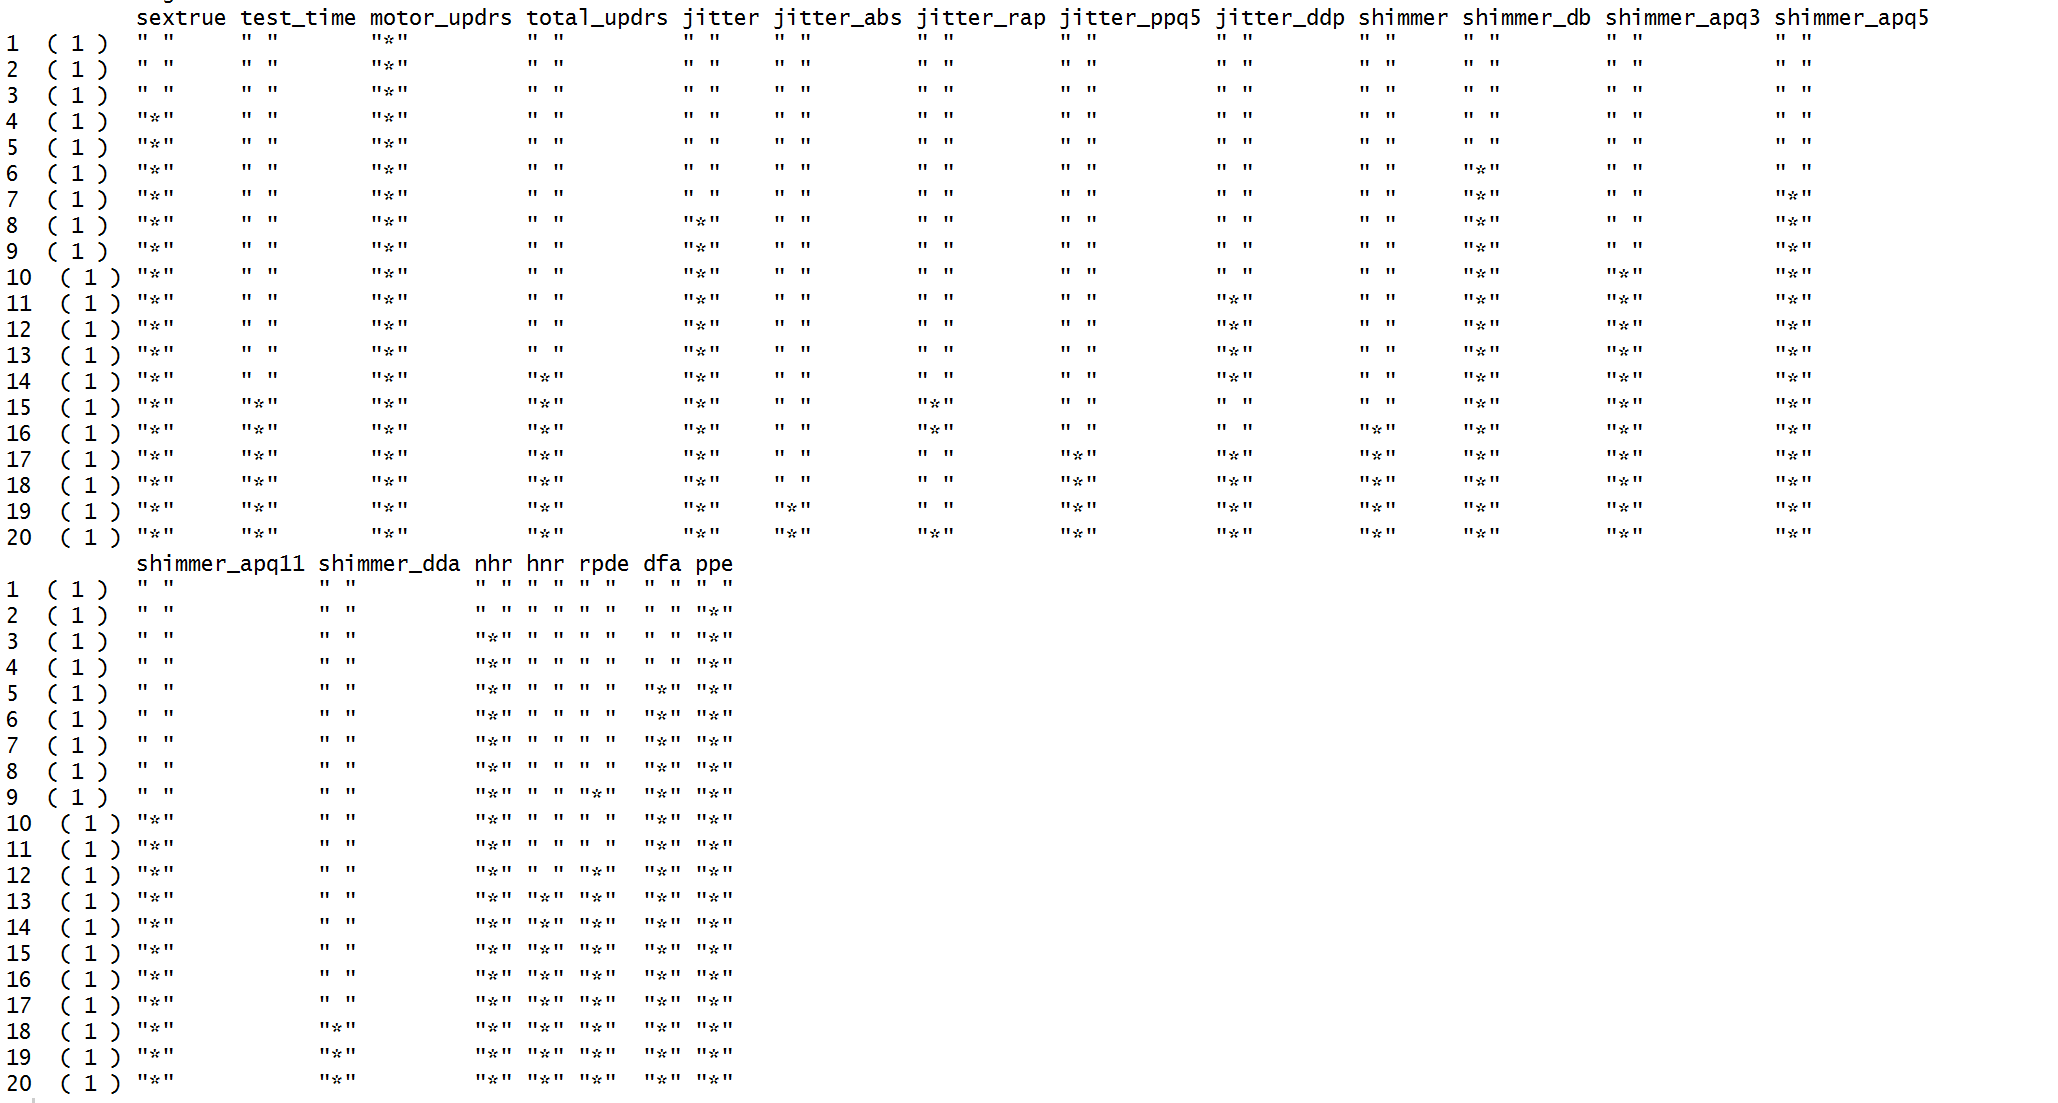 sextrue test_time motor_updrs total_updrs jitter jitter_abs jitter_rap jitter_ppq5 jitter_ddp shimmer shimmer_db shimmer_apq3 shimmer_apq5
1 ( 1 ) " " " " "*" " " " " " " " " " " " " " " " " " " " "
2 ( 1 ) " " " " "*" " " " " " " " " " " " " " " " " " " " "
3 ( 1 ) " " " " "*" " " " " " " " " " " " " " " " " " " " "
4 ( 1 ) "*" " " "*" " " " " " " " " " " " " " " " " " " " "
5 ( 1 ) "*" " " "*" " " " " " " " " " " " " " " " " " " " "
6 ( 1 ) "*" " " "*" " " " " " " " " " " " " " " "*" " " " "
7 ( 1 ) "*" " " "*" " " " " " " " " " " " " " " "*" " " "*"
8 ( 1 ) "*" " " "*" " " "*" " " " " " " " " " " "*" " " "*"
9 ( 1 ) "*" " " "*" " " "*" " " " " " " " " " " "*" " " "*"
10 ( 1 ) "*" " " "*" " " "*" " " " " " " " " " " "*" "*" "*"
11 ( 1 ) "*" " " "*" " " "*" " " " " " " "*" " " "*" "*" "*"
12 ( 1 ) "*" " " "*" " " "*" " " " " " " "*" " " "*" "*" "*"
13 ( 1 ) "*" " " "*" " " "*" " " " " " " "*" " " "*" "*" "*"
14 ( 1 ) "*" " " "*" "*" "*" " " " " " " "*" " " "*" "*" "*"
15 ( 1 ) "*" "*" "*" "*" "*" " " "*" " " " " " " "*" "*" "*"
16 ( 1 ) "*" "*" "*" "*" "*" " " "*" " " " " "*" "*" "*" "*"
17 ( 1 ) "*" "*" "*" "*" "*" " " " " "*" "*" "*" "*" "*" "*"
18 ( 1 ) "*" "*" "*" "*" "*" " " " " "*" "*" "*" "*" "*" "*"
19 ( 1 ) "*" "*" "*" "*" "*" "*" " " "*" "*" "*" "*" "*" "*"
20 ( 1 ) "*" "*" "*" "*" "*" "*" "*" "*" "*" "*" "*" "*" "*"
shimmer_apq11 shimmer_dda nhr hnr rpde dfa ppe
1 ( 1 ) " " " " " " " " " " " " " "
2 ( 1 ) " " " " " " " " " " " " "*"
3 ( 1 ) " " " " "*" " " " " " " "*"
4 ( 1 ) " " " " "*" " " " " " " "*"
5 ( 1 ) " " " " "*" " " " " "*" "*"
6 ( 1 ) " " " " "*" " " " " "*" "*"
7 ( 1 ) " " " " "*" " " " " "*" "*"
8 ( 1 ) " " " " "*" " " " " "*" "*"
9 ( 1 ) " " " " "*" " " "*" "*" "*"
10 ( 1 ) "*" " " "*" " " " " "*" "*"
11 ( 1 ) "*" " " "*" " " " " "*" "*"
12 ( 1 ) "*" " " "*" " " "*" "*" "*"
13 ( 1 ) "*" " " "*" "*" "*" "*" "*"
14 ( 1 ) "*" " " "*" "*" "*" "*" "*"
15 ( 1 ) "*" " " "*" "*" "*" "*" "*"
16 ( 1 ) "*" " " "*" "*" "*" "*" "*"
17 ( 1 ) "*" " " "*" "*" "*" "*" "*"
18 ( 1 ) "*" "*" "*" "*" "*" "*" "*"
19 ( 1 ) "*" "*" "*" "*" "*" "*" "*"
20 ( 1 ) "*" "*" "*" "*" "*" "*" "*"